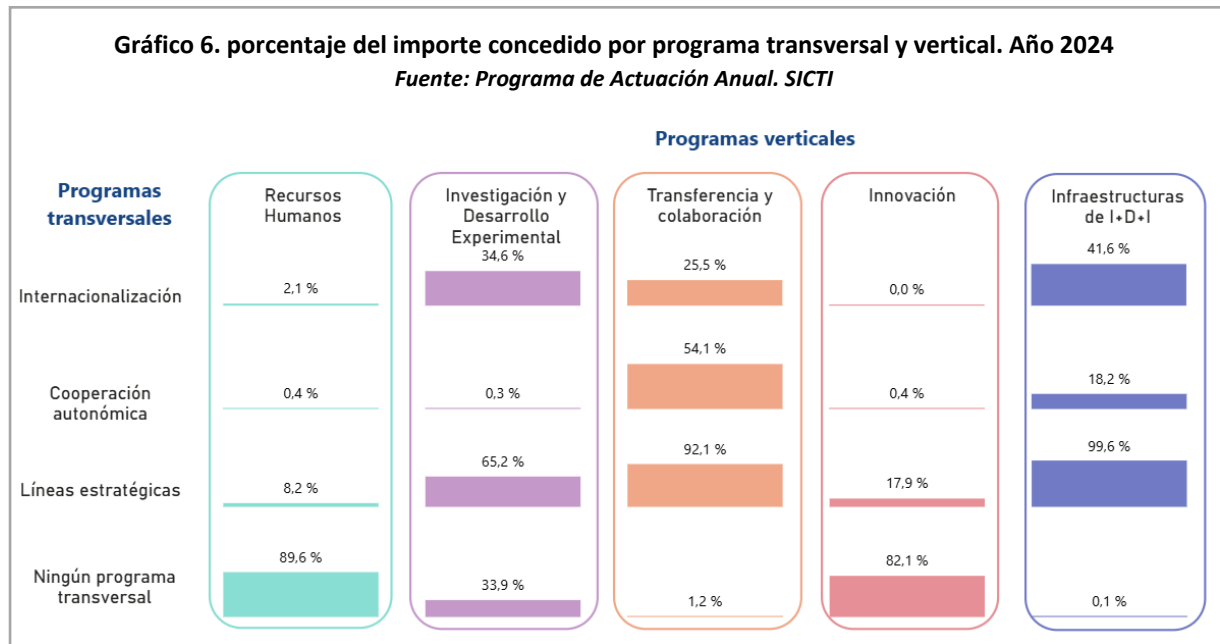 Gráfico 6. porcentaje del importe concedido por programa transversal y vertical. Año 2024
Fuente: Programa de Actuación Anual. SICTI
Programas verticales
Programas
transversales
Recursos
Humanos
Investigación y
Desarrollo
Experimental
Transferencia y
colaboración
Innovación
Infraestructuras
de I+D+I
Internacionalización
2,1 %
34,6 %
25,5 %
0,0 %
41,6 %
Cooperación
autonómica
0,4 %
0,3 %
54,1 %
0,4 %
18,2 %
Líneas estratégicas
8,2 %
65,2 %
92,1 %
17,9 %
99,6 %
Ningún programa
transversal
89,6 %
33,9 %
1,2 %
82,1 %
0,1 %